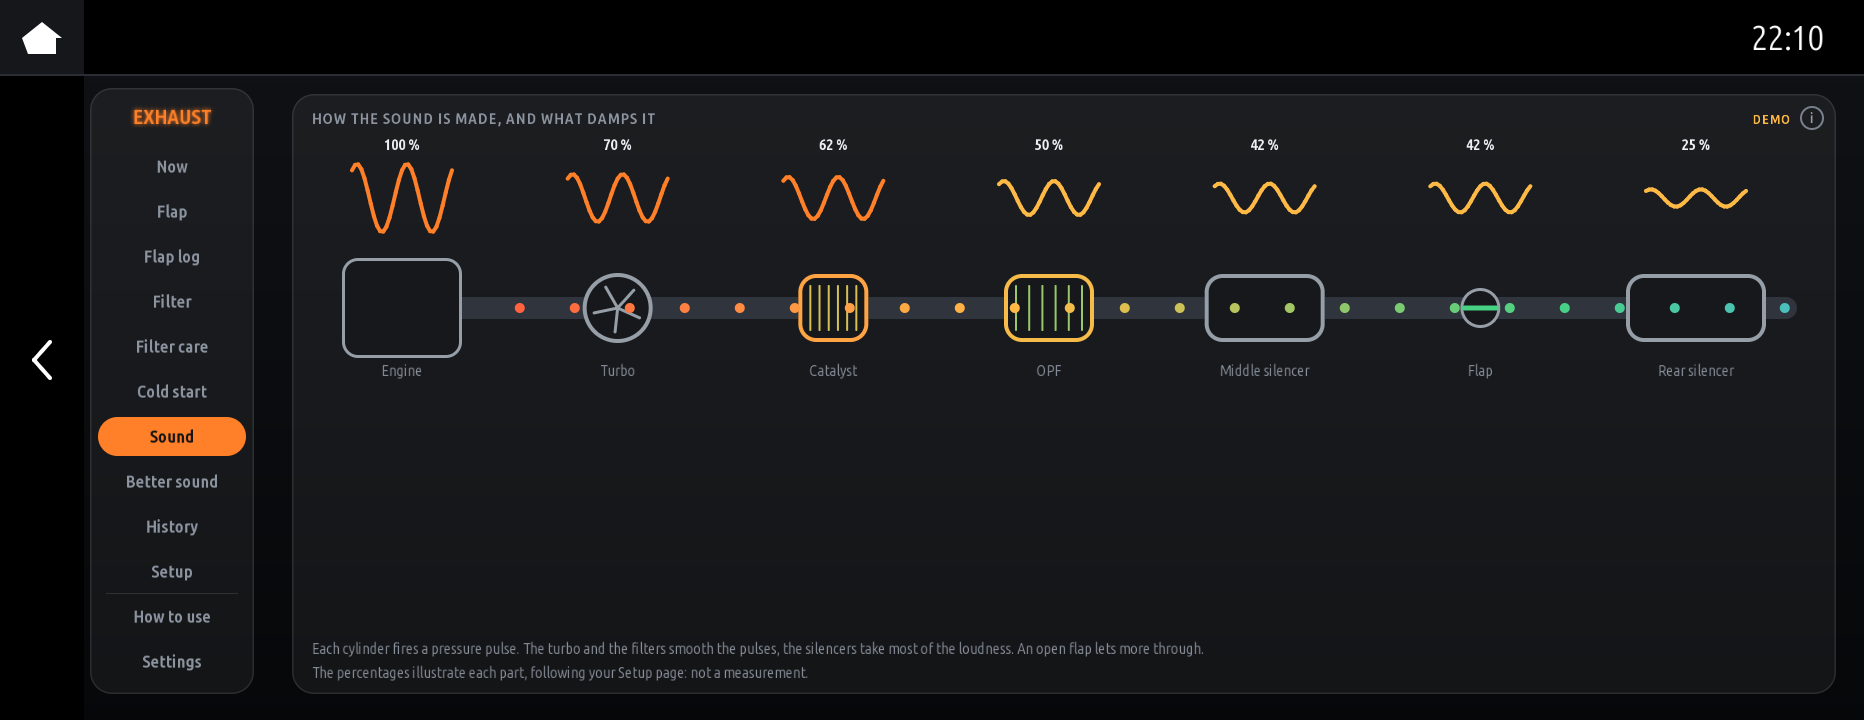 22:10
EXHAUST
Now
Flap
Flap log
Filter
Filter care
Cold start
Sound
Better sound
History
Setup
How to use
Settings
HOW THE SOUND IS MADE, AND WHAT DAMPS IT
DEMO i
100 % 70 % 62 % 50 % 42 % 42 % 25 %
Engine Turbo Catalyst OPF Middle silencer Flap Rear silencer
Each cylinder fires a pressure pulse. The turbo and the filters smooth the pulses, the silencers take most of the loudness. An open flap lets more through.
The percentages illustrate each part, following your Setup page: not a measurement.